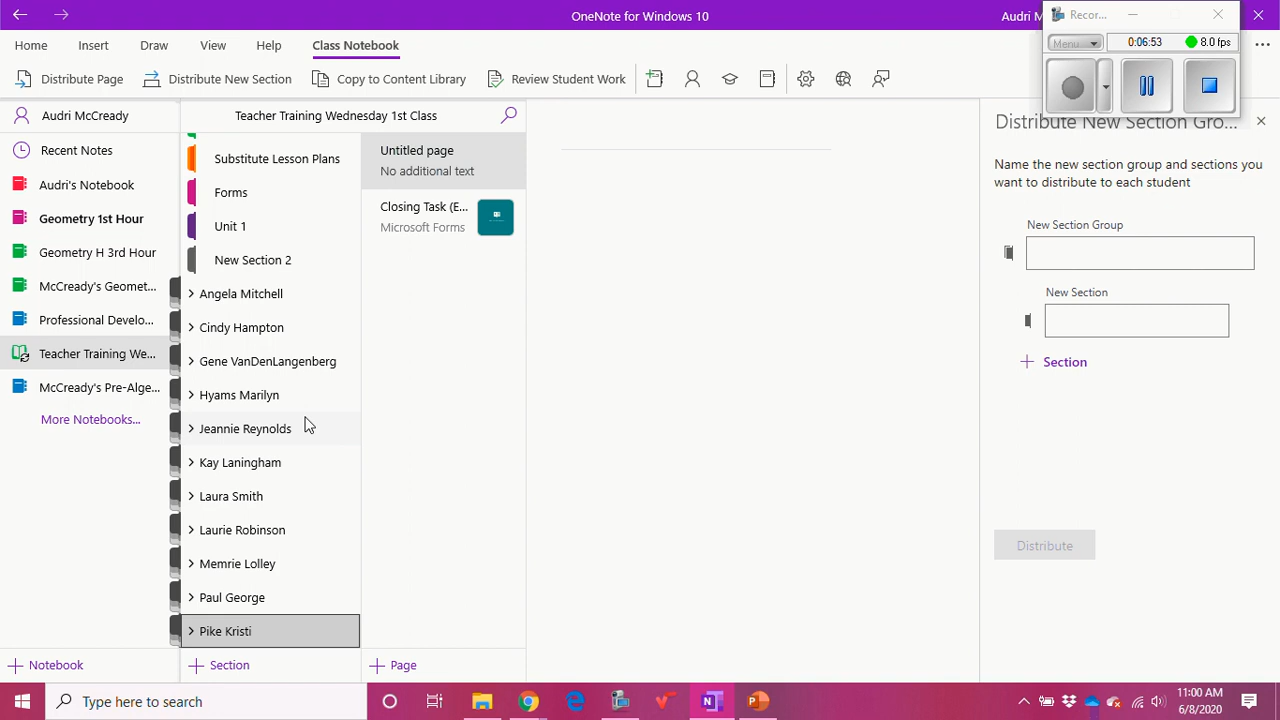 OneNote for Windows 10
Audri M
Recor...
Menu
0:06:53
8.0 fps
Home
Insert
Draw
View
Help
Class Notebook
Distribute Page
Distribute New Section
Copy to Content Library
Review Student Work
Audri McCready
Recent Notes
Audri's Notebook
Geometry 1st Hour
Geometry H 3rd Hour
McCready's Geomet...
Professional Develo...
Teacher Training We...
McCready's Pre-Alge...
More Notebooks...
Notebook
Teacher Training Wednesday 1st Class
Substitute Lesson Plans
Forms
Unit 1
New Section 2
Angela Mitchell
Cindy Hampton
Gene VanDenLangenberg
Hyams Marilyn
Jeannie Reynolds
Kay Laningham
Laura Smith
Laurie Robinson
Memrie Lolley
Paul George
Pike Kristi
Section
Untitled page
No additional text
Closing Task (E...
Microsoft Forms
Page
Distribute New Section Gro...
Name the new section group and sections you
want to distribute to each student
New Section Group
New Section
Section
Distribute
Type here to search
11:00 AM
6/8/2020